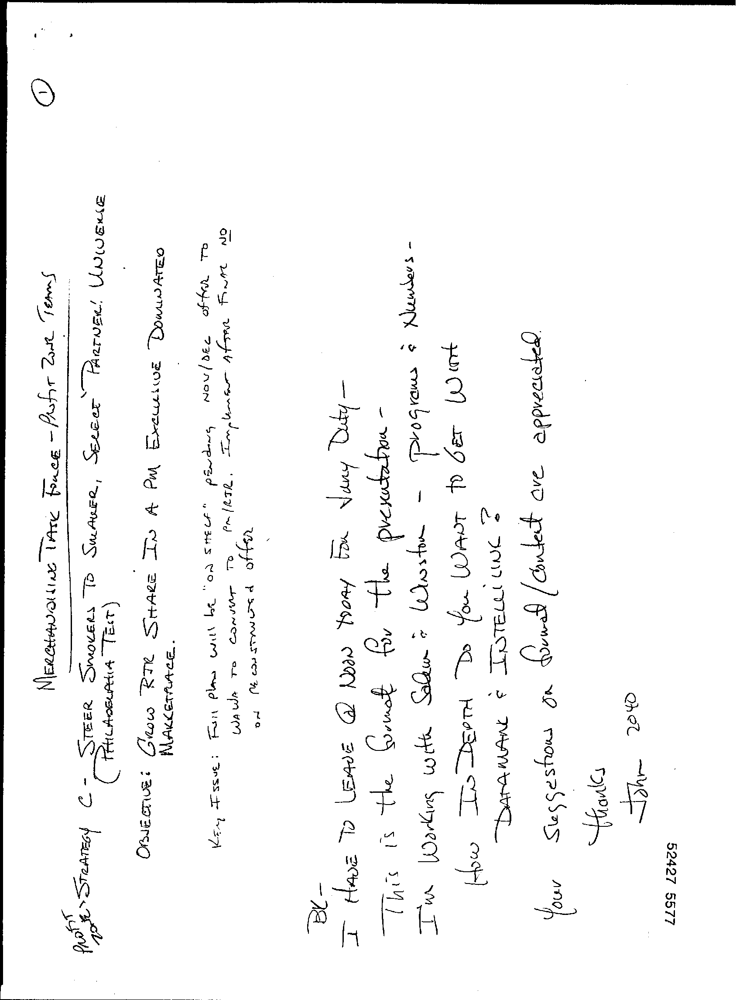 ①
MERCHANDISING TASK FORCE - PROFIT ZONE TEAMS
PROFIT ZONE > STRATEGY C - STEER SMOKERS TO SMALLER, SELECT "PARTNER" UNIVERSE
(PHILADELPHIA TEST)
OBJECTIVE: GROW RJR SHARE IN A PM EXCLUSIVE DOMINATED
MARKETPLACE.
KEY ISSUE: FULL PLAN WILL BE "ON SHELF" PENDING NOV/DEC OFFER TO
WAWA TO CONVERT TO PM/RJR. IMPLEMENT AFTER FINAL NO
ON RECONSTRUCTED OFFER
BK-
I HAVE TO LEAVE @ NOON TODAY FOR JURY DUTY -
This is the format for the presentation -
I'm working with Salem & Winston - programs & Numbers -
HOW IN DEPTH DO YOU WANT TO GET WITH
DATAMARK & INTELLILINK?
Your suggestions on format/content are appreciated.
thanks
John 2040
52427 5577